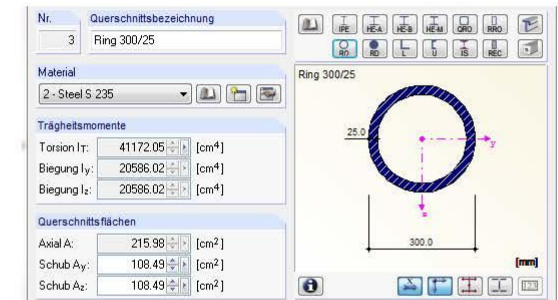 Nr.
Querschnittsbezeichnung
3
Ring 300/25
IPE HE-A HE-B HE-M QRO RRO
RO RD L U IS REC
Material
2 - Steel S 235
Ring 300/25
Trägheitsmomente
Torsion IT: 41172.05 [cm4]
Biegung Iy: 20586.02 [cm4]
Biegung Iz: 20586.02 [cm4]
25.0
y
z
Querschnittsflächen
Axial A: 215.98 [cm2]
Schub Ay: 108.49 [cm2]
Schub Az: 108.49 [cm2]
300.0
[mm]